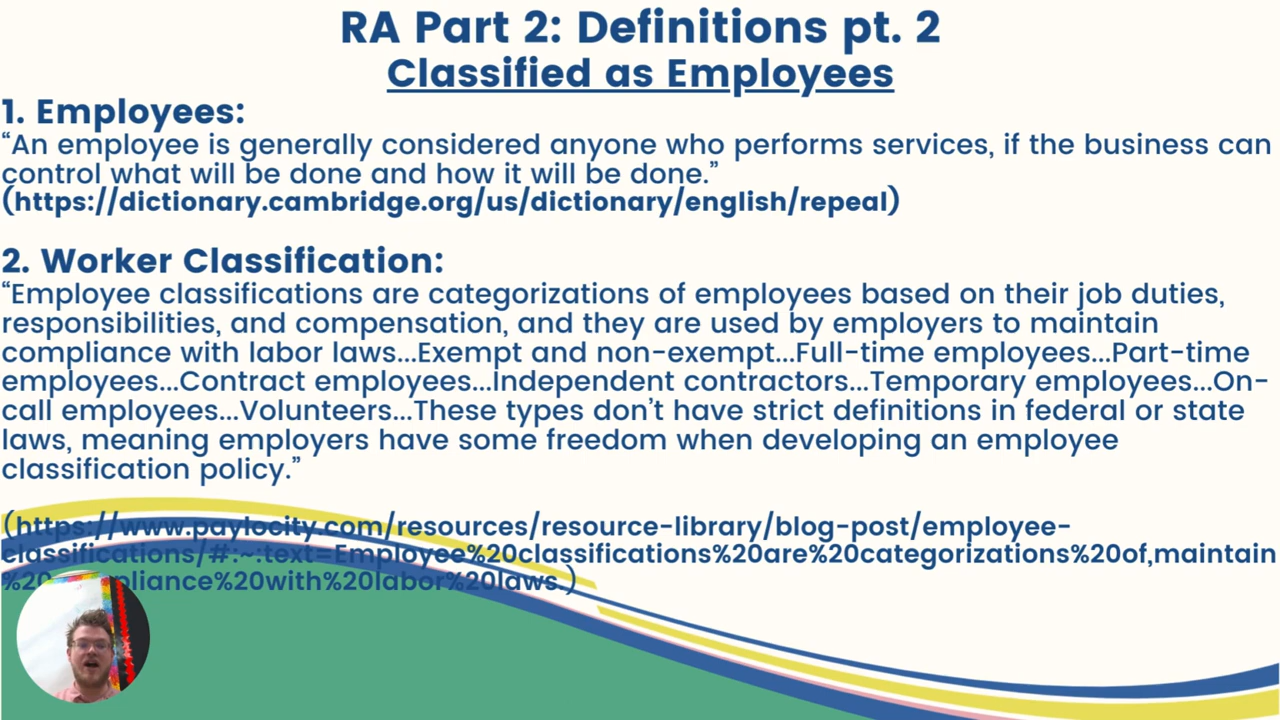 RA Part 2: Definitions pt. 2
Classified as Employees
1. Employees:
“An employee is generally considered anyone who performs services, if the business can
control what will be done and how it will be done.”
(https://dictionary.cambridge.org/us/dictionary/english/repeal)
2. Worker Classification:
“Employee classifications are categorizations of employees based on their job duties,
responsibilities, and compensation, and they are used by employers to maintain
compliance with labor laws...Exempt and non-exempt...Full-time employees...Part-time
employees...Contract employees...Independent contractors...Temporary employees...On-
call employees...Volunteers...These types don’t have strict definitions in federal or state
laws, meaning employers have some freedom when developing an employee
classification policy.”
(https://www.paylocity.com/resources/resource-library/blog-post/employee-
classifications/#:~:text=Employee%20classifications%20are%20categorizations%20of,maintain
%20 pliance%20with%20labor%20laws.)